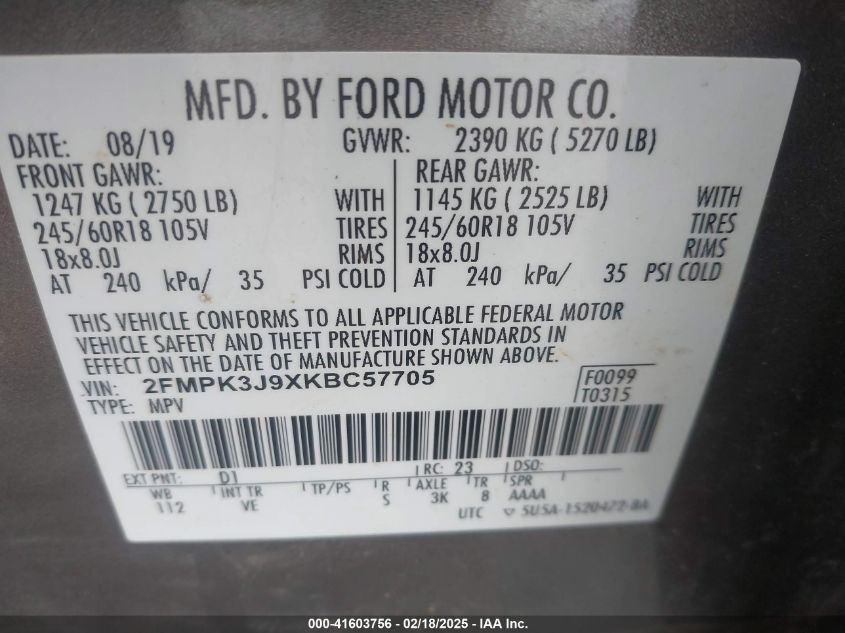 MFD. BY FORD MOTOR CO.
DATE: 08/19 GVWR: 2390 KG ( 5270 LB)
FRONT GAWR: REAR GAWR:
1247 KG ( 2750 LB) WITH 1145 KG ( 2525 LB) WITH
245/60R18 105V TIRES 245/60R18 105V TIRES
18x8.0J RIMS 18x8.0J RIMS
AT 240 kPa/ 35 PSI COLD AT 240 kPa/ 35 PSI COLD
THIS VEHICLE CONFORMS TO ALL APPLICABLE FEDERAL MOTOR
VEHICLE SAFETY AND THEFT PREVENTION STANDARDS IN
EFFECT ON THE DATE OF MANUFACTURE SHOWN ABOVE.
VIN: 2FMPK3J9XKBC57705 F0099
TYPE: MPV T0315
EXT PNT: D1 RC: 23 DSO:
WB INT TR TP/PS R AXLE TR SPR
112 VE S 3K 8 AAAA
UTC 5U5A-1520472-BA
000-41603756 - 02/18/2025 - IAA Inc.